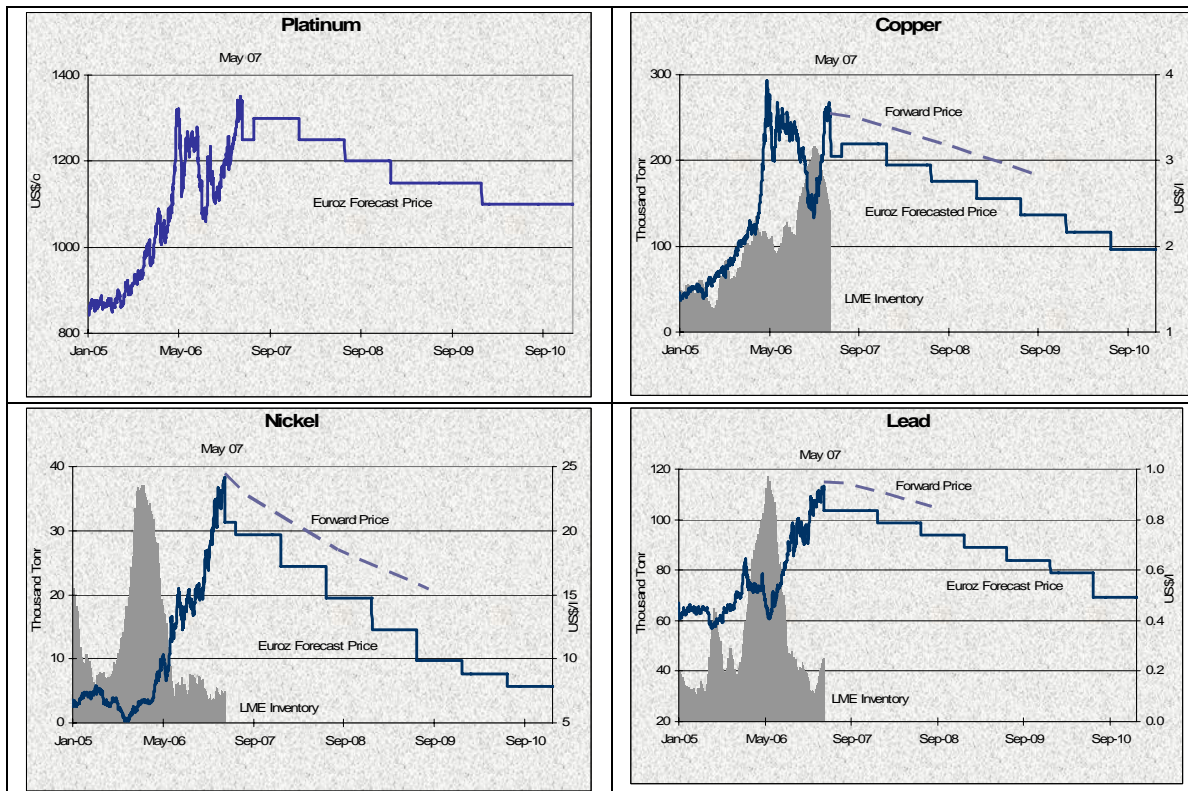 Platinum
May 07
1400
1200
1000
800
US$/o
Euroz Forecast Price
Jan-05 May-06 Sep-07 Sep-08 Sep-09 Sep-10
Copper
May 07
300
200
100
0
Thousand Tonr
4
3
2
1
US$/l
Forward Price
Euroz Forecasted Price
LME Inventory
Jan-05 May-06 Sep-07 Sep-08 Sep-09 Sep-10
Nickel
May 07
40
30
20
10
0
Thousand Tonr
25
20
15
10
5
US$/l
Forward Price
Euroz Forecast Price
LME Inventory
Jan-05 May-06 Sep-07 Sep-08 Sep-09 Sep-10
Lead
May 07
120
100
80
60
40
20
Thousand Tonr
1.0
0.8
0.6
0.4
0.2
0.0
US$/l
Forward Price
Euroz Forecast Price
LME Inventory
Jan-05 May-06 Sep-07 Sep-08 Sep-09 Sep-10